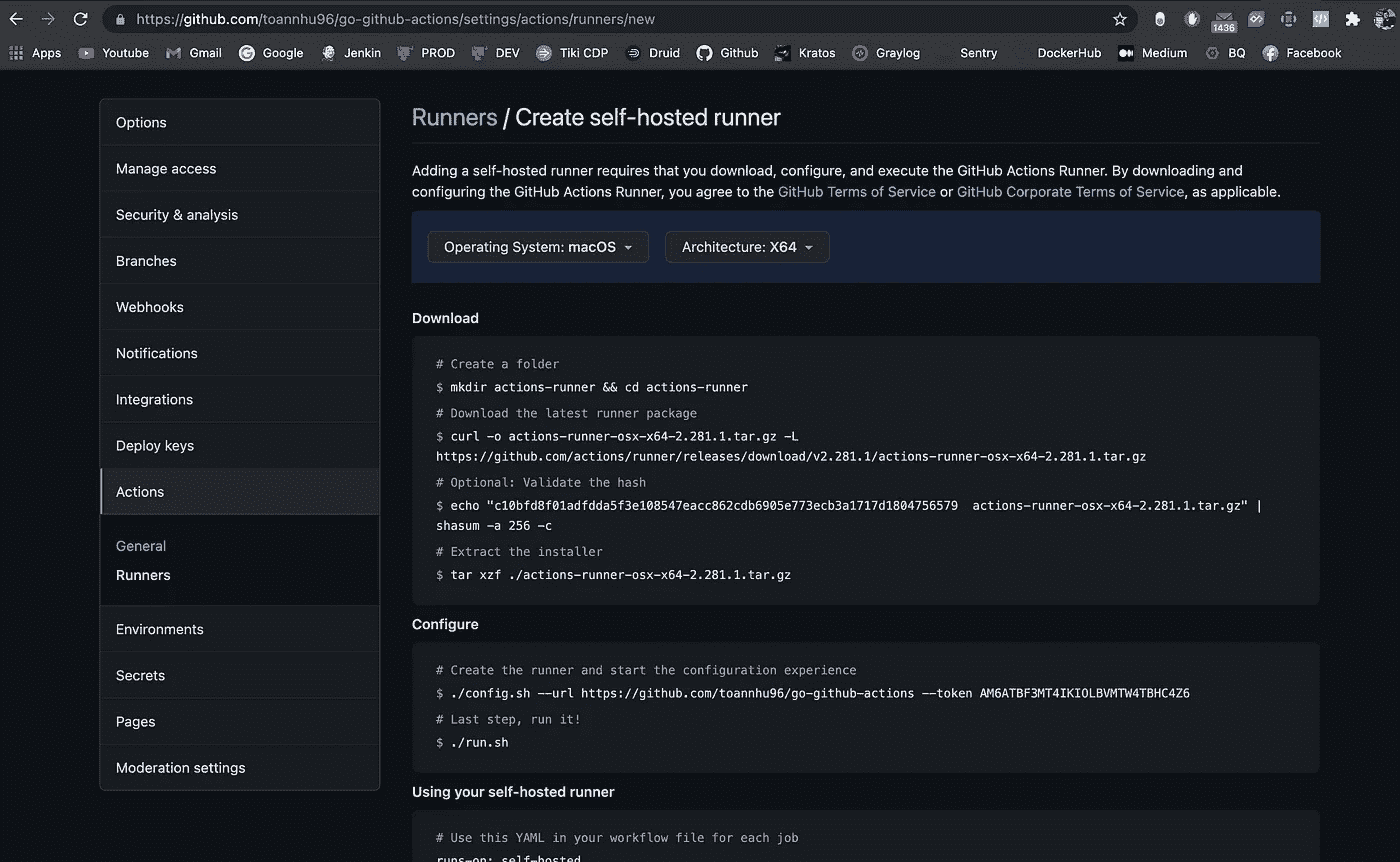 https://github.com/toannhu96/go-github-actions/settings/actions/runners/new
1436
Apps Youtube Gmail Google Jenkin PROD DEV Tiki CDP Druid Github Kratos Graylog Sentry DockerHub Medium BQ Facebook
Options
Manage access
Security & analysis
Branches
Webhooks
Notifications
Integrations
Deploy keys
Actions
General
Runners
Environments
Secrets
Pages
Moderation settings
Runners / Create self-hosted runner
Adding a self-hosted runner requires that you download, configure, and execute the GitHub Actions Runner. By downloading and
configuring the GitHub Actions Runner, you agree to the GitHub Terms of Service or GitHub Corporate Terms of Service, as applicable.
Operating System: macOS Architecture: X64
Download
# Create a folder
$ mkdir actions-runner && cd actions-runner
# Download the latest runner package
$ curl -o actions-runner-osx-x64-2.281.1.tar.gz -L
https://github.com/actions/runner/releases/download/v2.281.1/actions-runner-osx-x64-2.281.1.tar.gz
# Optional: Validate the hash
$ echo "c10bfd8f01adfdda5f3e108547eacc862cdb6905e773ecb3a1717d1804756579  actions-runner-osx-x64-2.281.1.tar.gz" |
shasum -a 256 -c
# Extract the installer
$ tar xzf ./actions-runner-osx-x64-2.281.1.tar.gz
Configure
# Create the runner and start the configuration experience
$ ./config.sh --url https://github.com/toannhu96/go-github-actions --token AM6ATBF3MT4IKIOLBVMTW4TBHC4Z6
# Last step, run it!
$ ./run.sh
Using your self-hosted runner
# Use this YAML in your workflow file for each job
runs-on: self-hosted